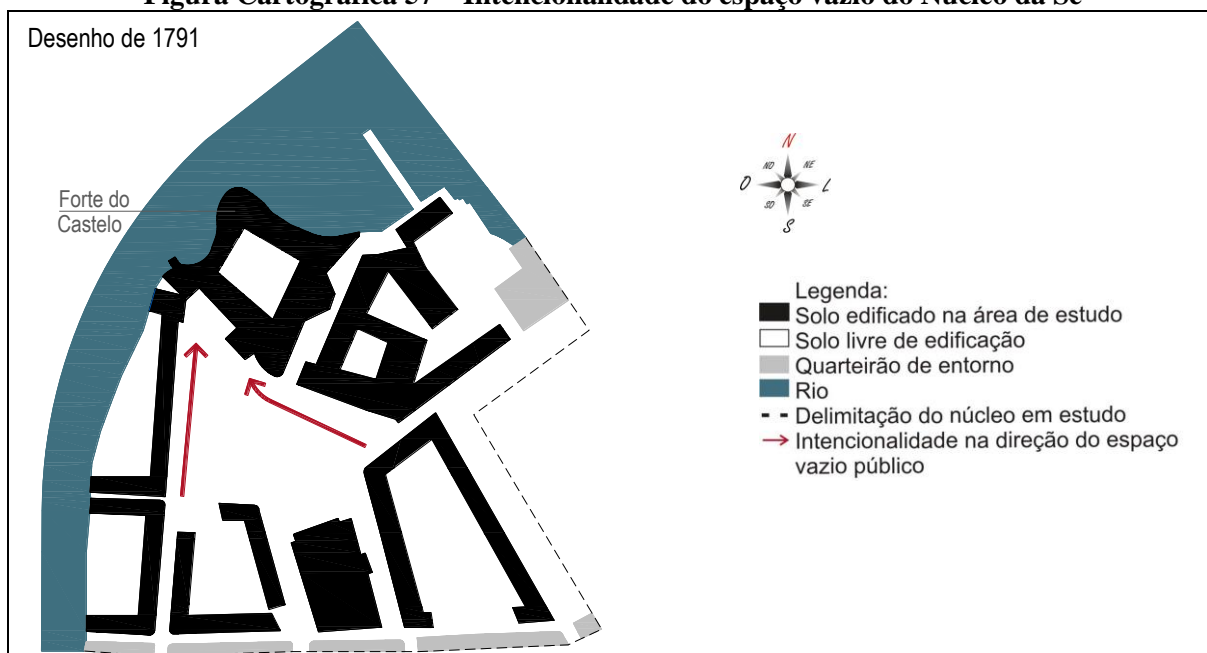 Figura Cartográfica 57 – Intencionalidade do espaço vazio do Núcleo da Sé
Desenho de 1791
Forte do
Castelo
N
NO NE
O L
SO SE
S
Legenda:
Solo edificado na área de estudo
Solo livre de edificação
Quarteirão de entorno
Rio
Delimitação do núcleo em estudo
Intencionalidade na direção do espaço
vazio público